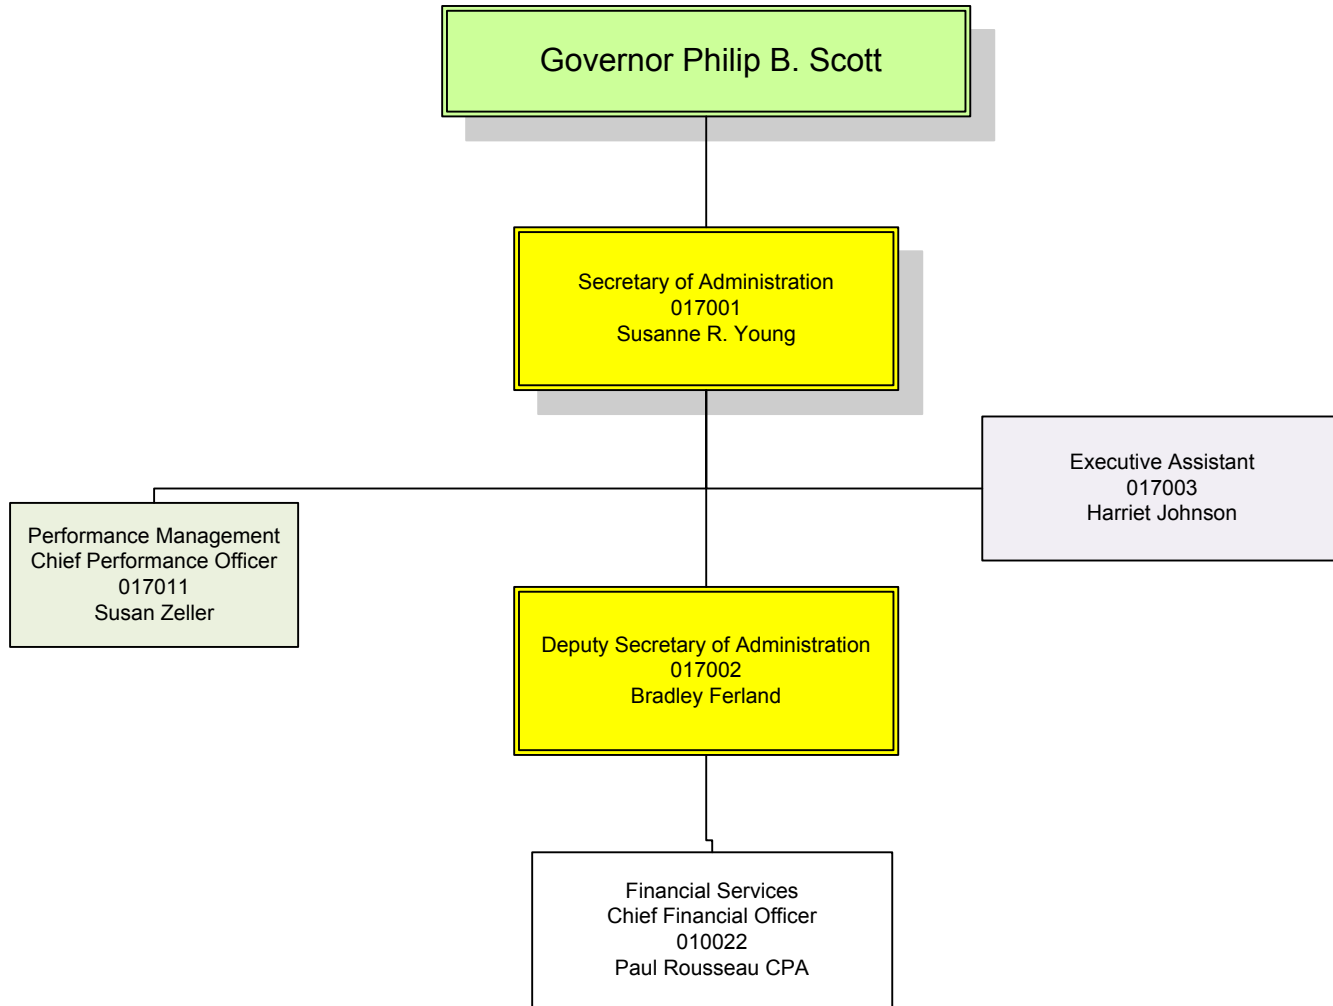 Governor Philip B. Scott
Secretary of Administration
017001
Susanne R. Young
Executive Assistant
017003
Harriet Johnson
Performance Management
Chief Performance Officer
017011
Susan Zeller
Deputy Secretary of Administration
017002
Bradley Ferland
Financial Services
Chief Financial Officer
010022
Paul Rousseau CPA